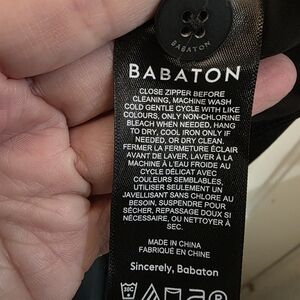 BABATON
BABATON
CLOSE ZIPPER BEFORE
CLEANING, MACHINE WASH
COLD GENTLE CYCLE WITH LIKE
COLOURS, ONLY NON-CHLORINE
BLEACH WHEN NEEDED, HANG
TO DRY, COOL IRON ONLY IF
NEEDED, OR DRY CLEAN.
FERMER LA FERMETURE ÉCLAIR
AVANT DE LAVER, LAVER À LA
MACHINE À L'EAU FROIDE AU
CYCLE DÉLICAT AVEC
COULEURS SEMBLABLES,
UTILISER SEULEMENT UN
JAVELLISANT SANS CHLORE AU
BESOIN, SUSPENDRE POUR
SÉCHER, REPASSAGE DOUX SI
NÉCESSAIRE, OU NETTOYER À
SEC.
MADE IN CHINA
FABRIQUÉ EN CHINE
Sincerely, Babaton
30C